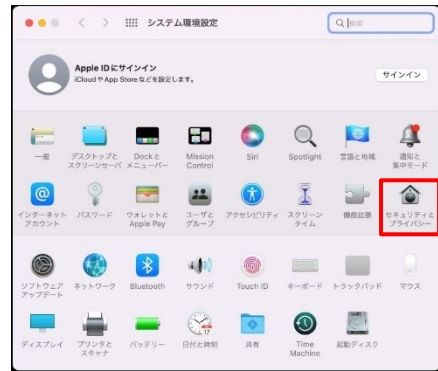 システム環境設定
検索
Apple IDにサインイン
iCloudやApp Storeなどを設定します。
サインイン
一般
デスクトップと
スクリーンセーバ
Dockと
メニューバー
Mission
Control
Siri
Spotlight
言語と地域
通知と
集中モード
インターネット
アカウント
パスワード
ウォレットと
Apple Pay
ユーザと
グループ
アクセシビリティ
スクリーン
タイム
機能拡張
セキュリティと
プライバシー
ソフトウェア
アップデート
ネットワーク
Bluetooth
サウンド
Touch ID
キーボード
トラックパッド
マウス
ディスプレイ
プリンタと
スキャナ
バッテリー
17
日付と時刻
共有
Time
Machine
起動ディスク